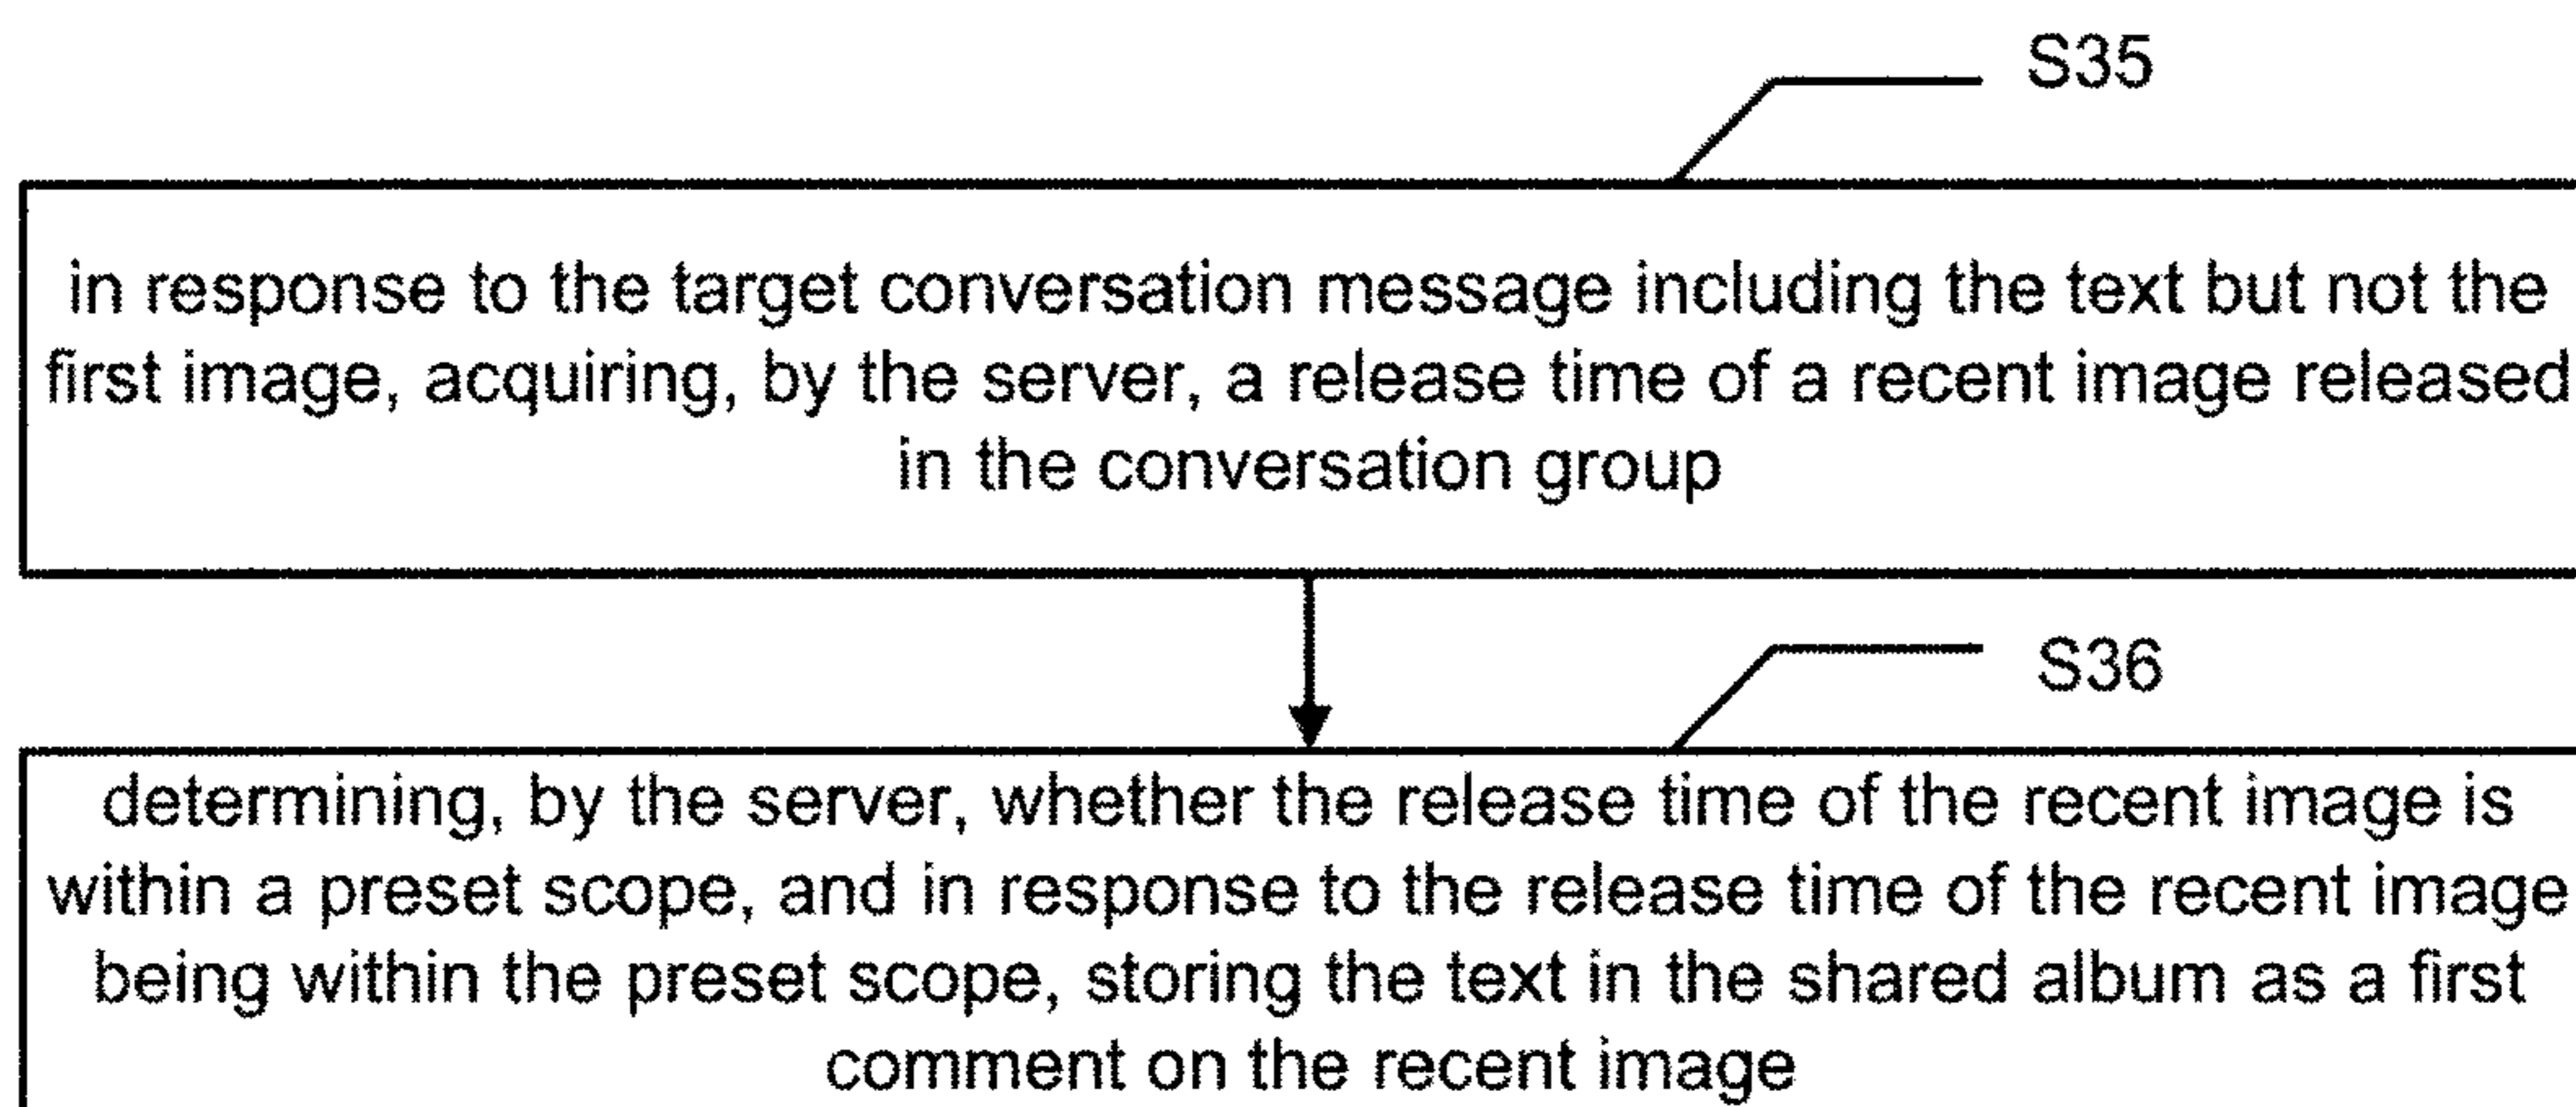 S35
in response to the target conversation message including the text but not the
first image, acquiring, by the server, a release time of a recent image released
in the conversation group
S36
determining, by the server, whether the release time of the recent image is
within a preset scope, and in response to the release time of the recent image
being within the preset scope, storing the text in the shared album as a first
comment on the recent image